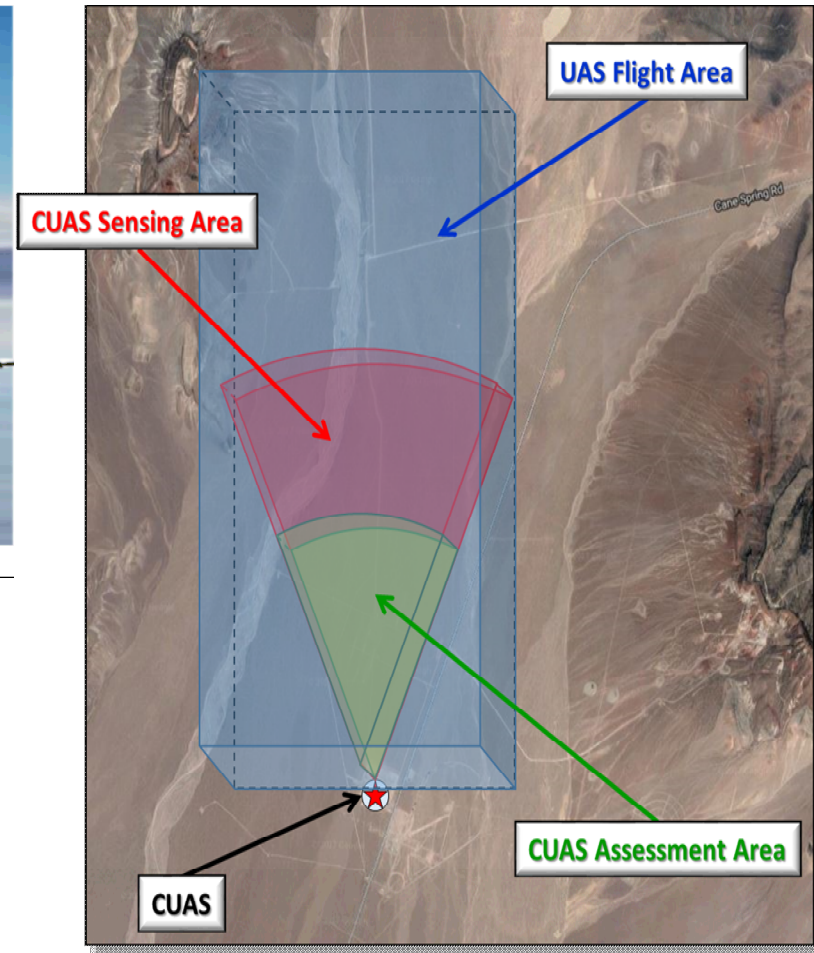 UAS Flight Area
Cane Spring Rd
CUAS Sensing Area
CUAS Assessment Area
CUAS